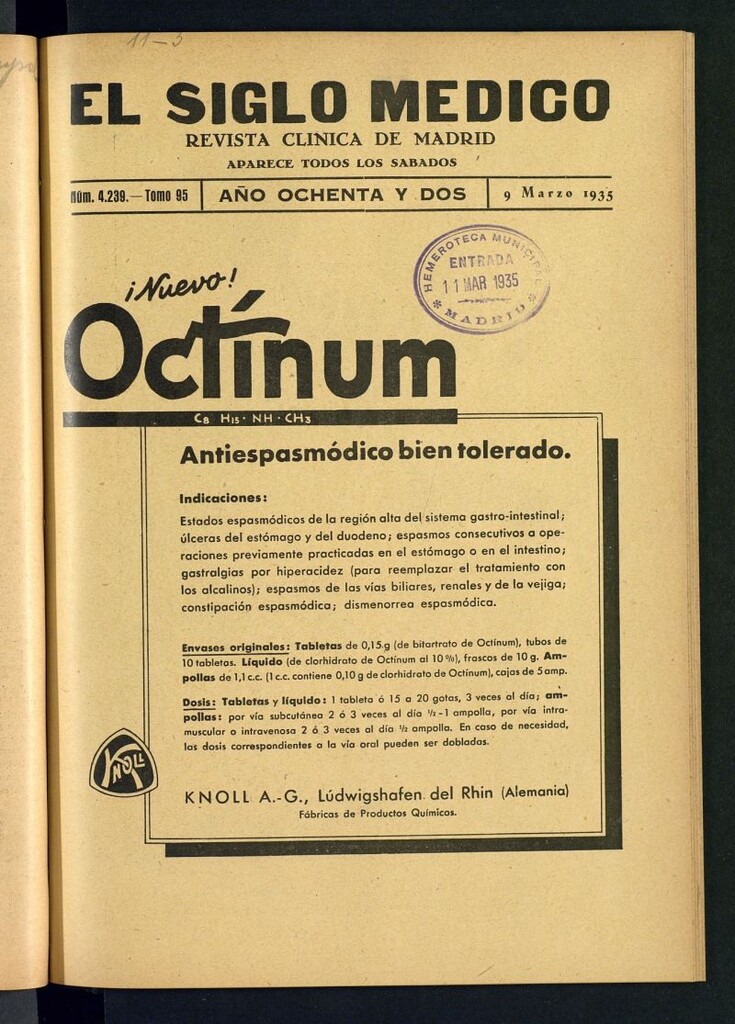 11-5
EL SIGLO MEDICO
REVISTA CLINICA DE MADRID
APARECE TODOS LOS SABADOS
Núm. 4.239.—Tomo 95
AÑO OCHENTA Y DOS
9 Marzo 1935
HEMEROTECA MUNICIPAL
ENTRADA
11 MAR 1935
* MADRID *
¡Nuevo!
Octínum
C8 H15 · NH · CH3
Antiespasmódico bien tolerado.
Indicaciones:
Estados espasmódicos de la región alta del sistema gastro-intestinal;
úlceras del estómago y del duodeno; espasmos consecutivos a ope-
raciones previamente practicadas en el estómago o en el intestino;
gastralgias por hiperacidez (para reemplazar el tratamiento con
los alcalinos); espasmos de las vías biliares, renales y de la vejiga;
constipación espasmódica; dismenorrea espasmódica.
Envases originales: Tabletas de 0,15 g (de bitartrato de Octínum), tubos de
10 tabletas. Líquido (de clorhidrato de Octínum al 10 %), frascos de 10 g. Am-
pollas de 1,1 c.c. (1 c.c. contiene 0,10 g de clorhidrato de Octínum), cajas de 5 amp.
Dosis: Tabletas y líquido: 1 tableta ó 15 a 20 gotas, 3 veces al día; am-
pollas: por vía subcutánea 2 ó 3 veces al día ½-1 ampolla, por vía intra-
muscular o intravenosa 2 ó 3 veces al día ½ ampolla. En caso de necesidad,
las dosis correspondientes a la vía oral pueden ser dobladas.
KNOLL
KNOLL A.-G., Lúdwigshafen del Rhin (Alemania)
Fábricas de Productos Químicos.